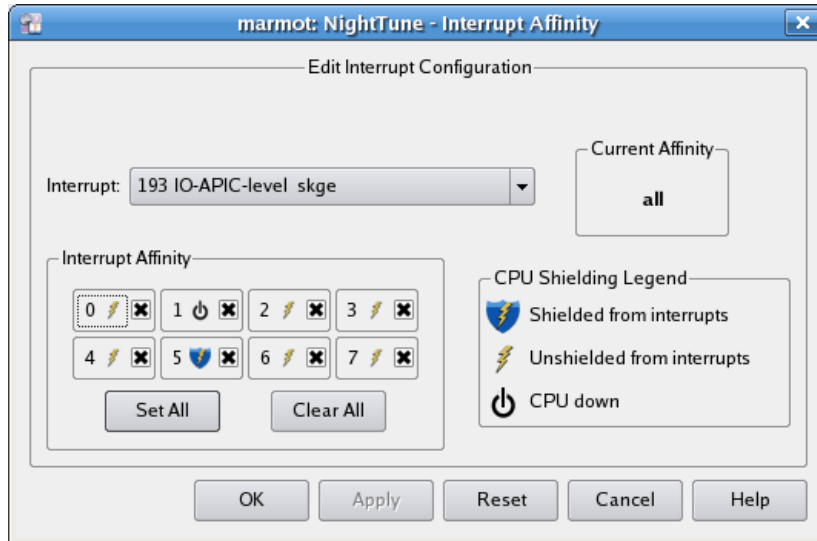 marmot: NightTune - Interrupt Affinity
Edit Interrupt Configuration
Interrupt: 193 IO-APIC-level skge
Current Affinity
all
Interrupt Affinity
0 1 2 3
4 5 6 7
Set All Clear All
CPU Shielding Legend
Shielded from interrupts
Unshielded from interrupts
CPU down
OK Apply Reset Cancel Help